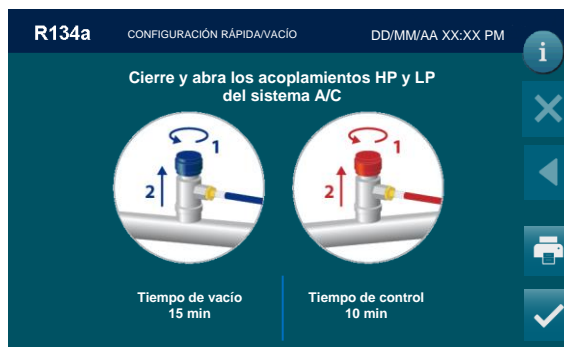 R134a CONFIGURACIÓN RÁPIDA/VACÍO DD/MM/AA XX:XX PM
i
Cierre y abra los acoplamientos HP y LP
del sistema A/C
1
2
1
2
Tiempo de vacío
15 min
Tiempo de control
10 min